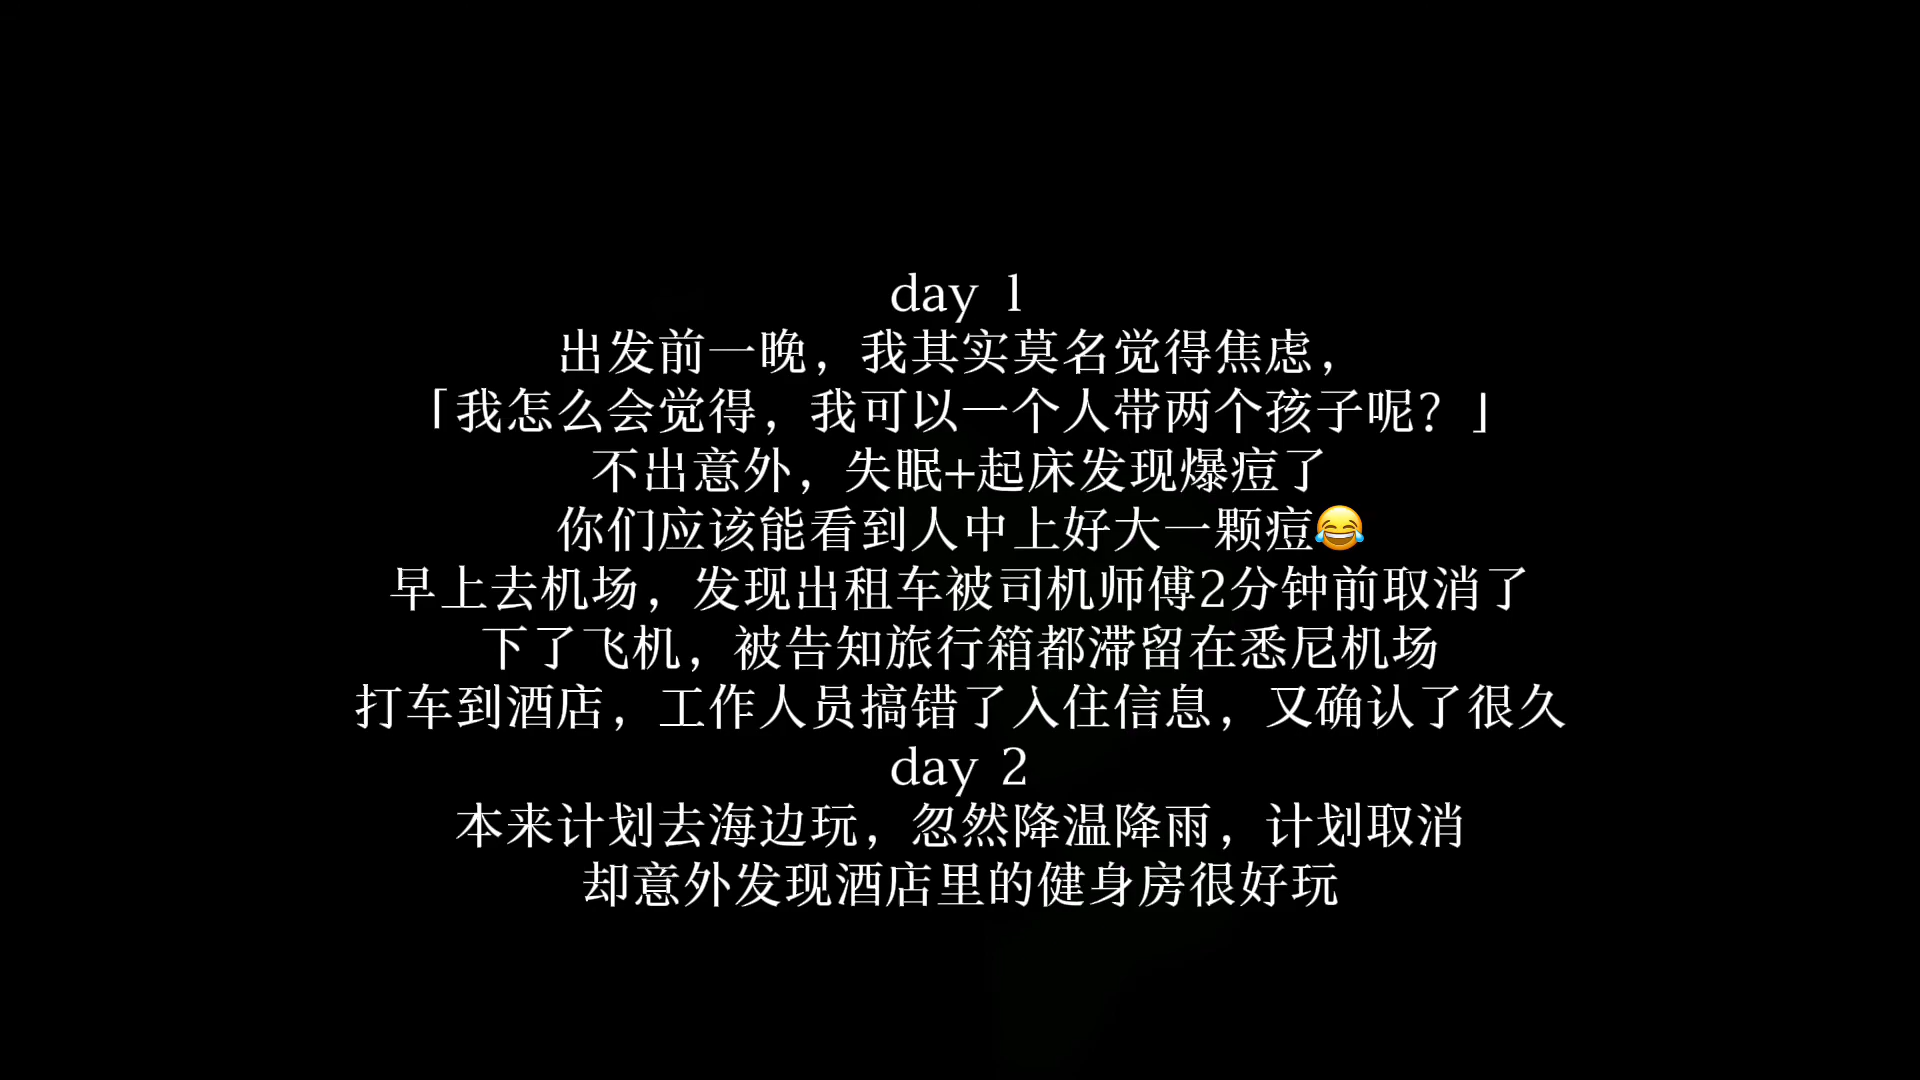 day 1
出发前一晚，我其实莫名觉得焦虑，
「我怎么会觉得，我可以一个人带两个孩子呢？」
不出意外，失眠+起床发现爆痘了
你们应该能看到人中上好大一颗痘😂
早上去机场，发现出租车被司机师傅2分钟前取消了
下了飞机，被告知旅行箱都滞留在悉尼机场
打车到酒店，工作人员搞错了入住信息，又确认了很久
day 2
本来计划去海边玩，忽然降温降雨，计划取消
却意外发现酒店里的健身房很好玩